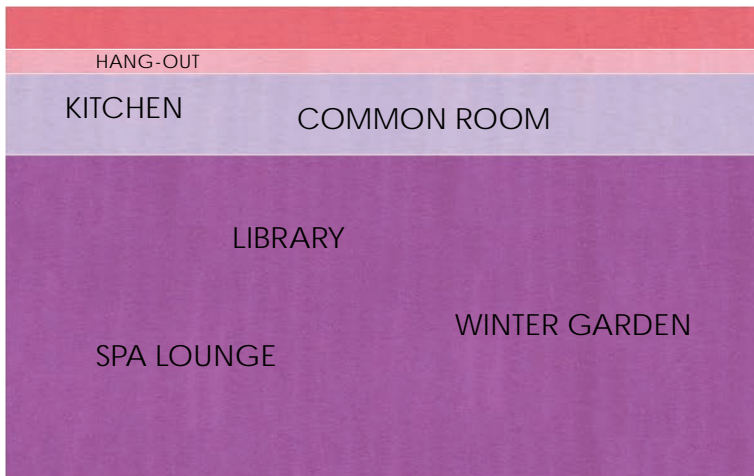 HANG-OUT
KITCHEN
COMMON ROOM
LIBRARY
WINTER GARDEN
SPA LOUNGE